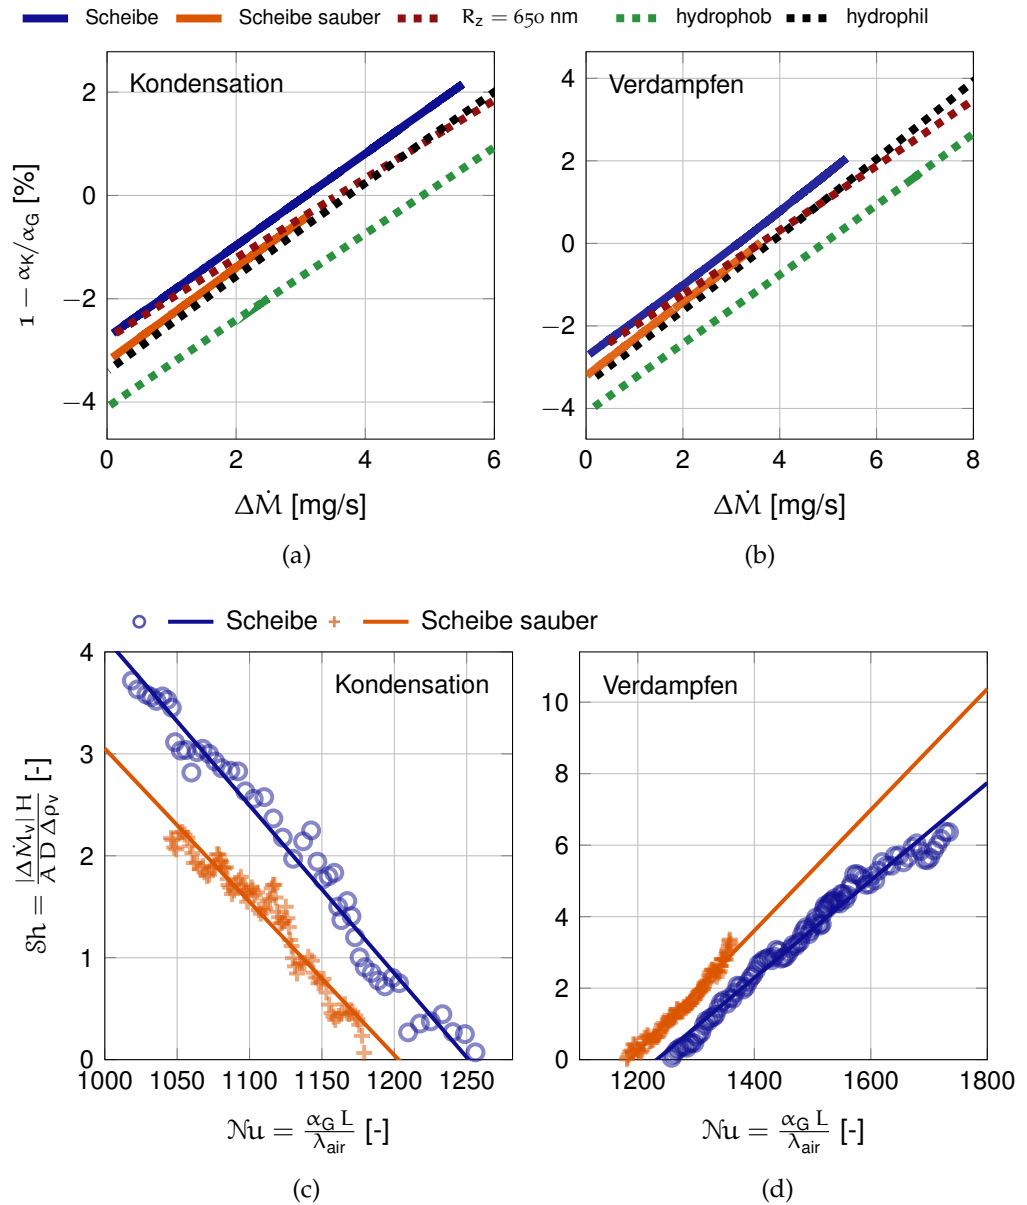 Scheibe Scheibe sauber R_z = 650 nm hydrophob hydrophil
Kondensation Verdampfen
1 − α_K/α_G [%]
2
0
−2
−4
0 2 4 6
ΔṀ [mg/s]
(a)
4
2
0
−2
−4
0 2 4 6 8
ΔṀ [mg/s]
(b)
Scheibe Scheibe sauber
Kondensation Verdampfen
Sh = |ΔṀ_v| H / A D Δρ_v [-]
4
3
2
1
0
1000 1050 1100 1150 1200 1250
Nu = α_G L / λ_air [-]
(c)
10
8
6
4
2
0
1200 1400 1600 1800
Nu = α_G L / λ_air [-]
(d)